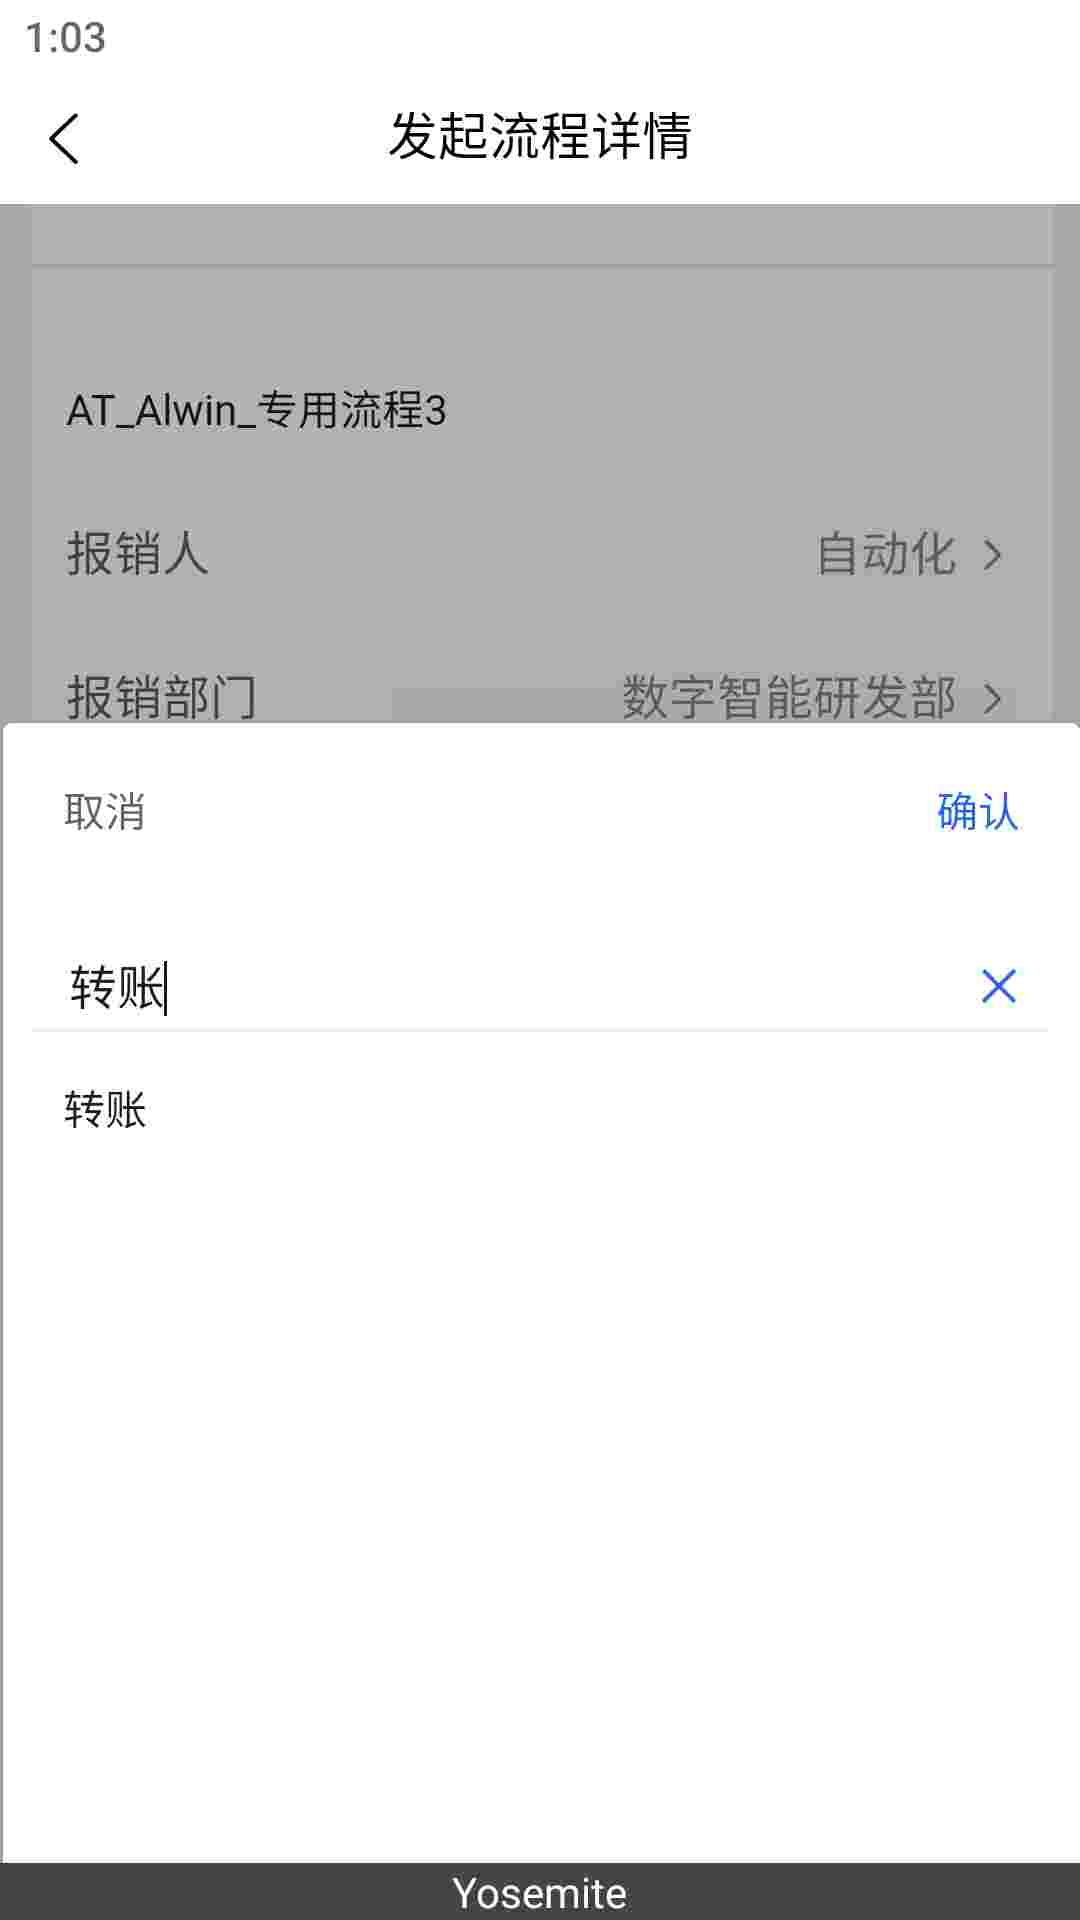 1:03
发起流程详情
AT_Alwin_专用流程3
报销人 自动化
报销部门 数字智能研发部
取消 确认
转账
转账
Yosemite